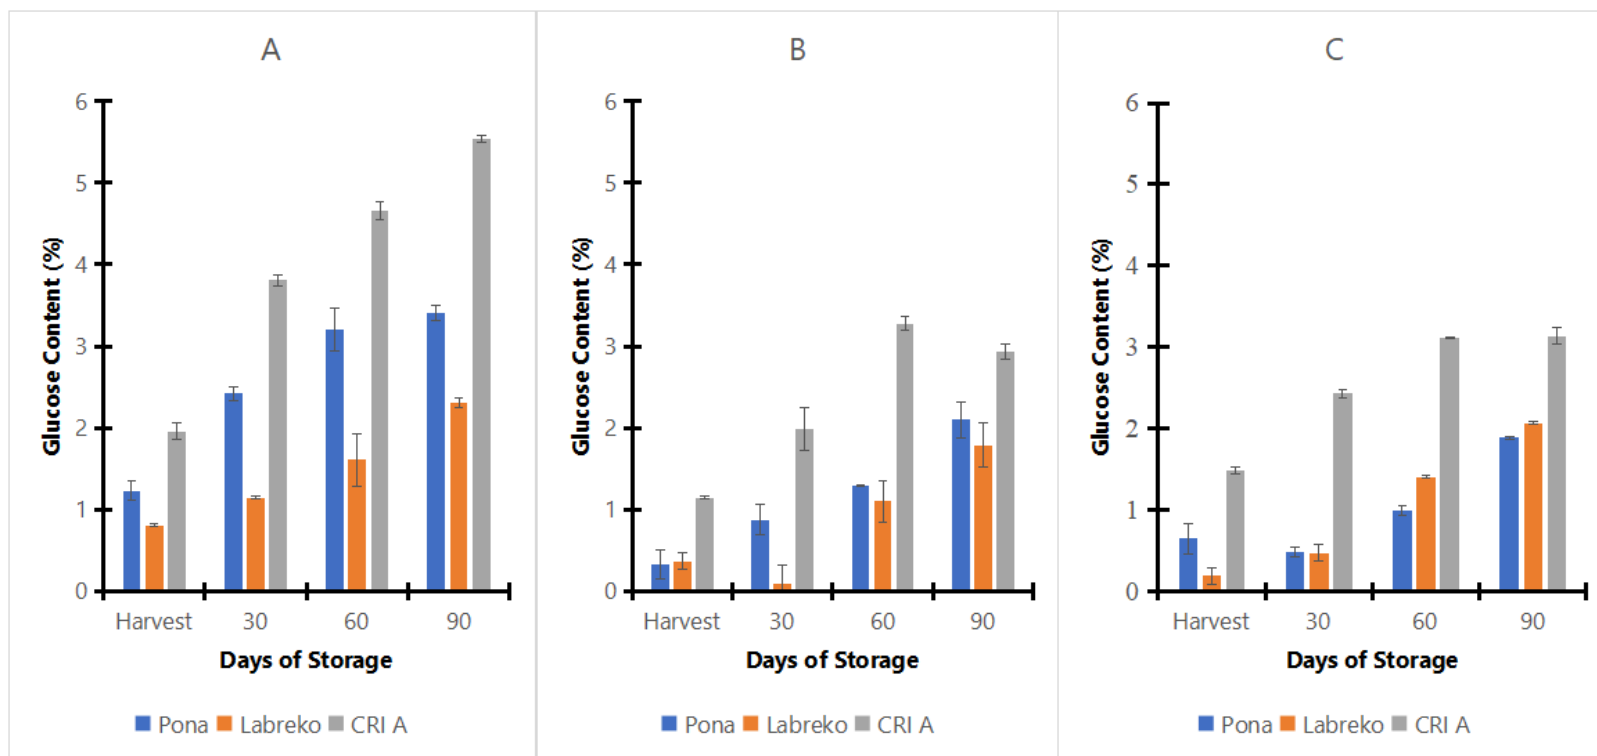 A
6
5
4
3
2
1
0
Glucose Content (%)
Harvest 30 60 90
Days of Storage
Pona Labreko CRI A
B
6
5
4
3
2
1
0
Glucose Content (%)
Harvest 30 60 90
Days of Storage
Pona Labreko CRI A
C
6
5
4
3
2
1
0
Glucose Content (%)
Harvest 30 60 90
Days of Storage
Pona Labreko CRI A